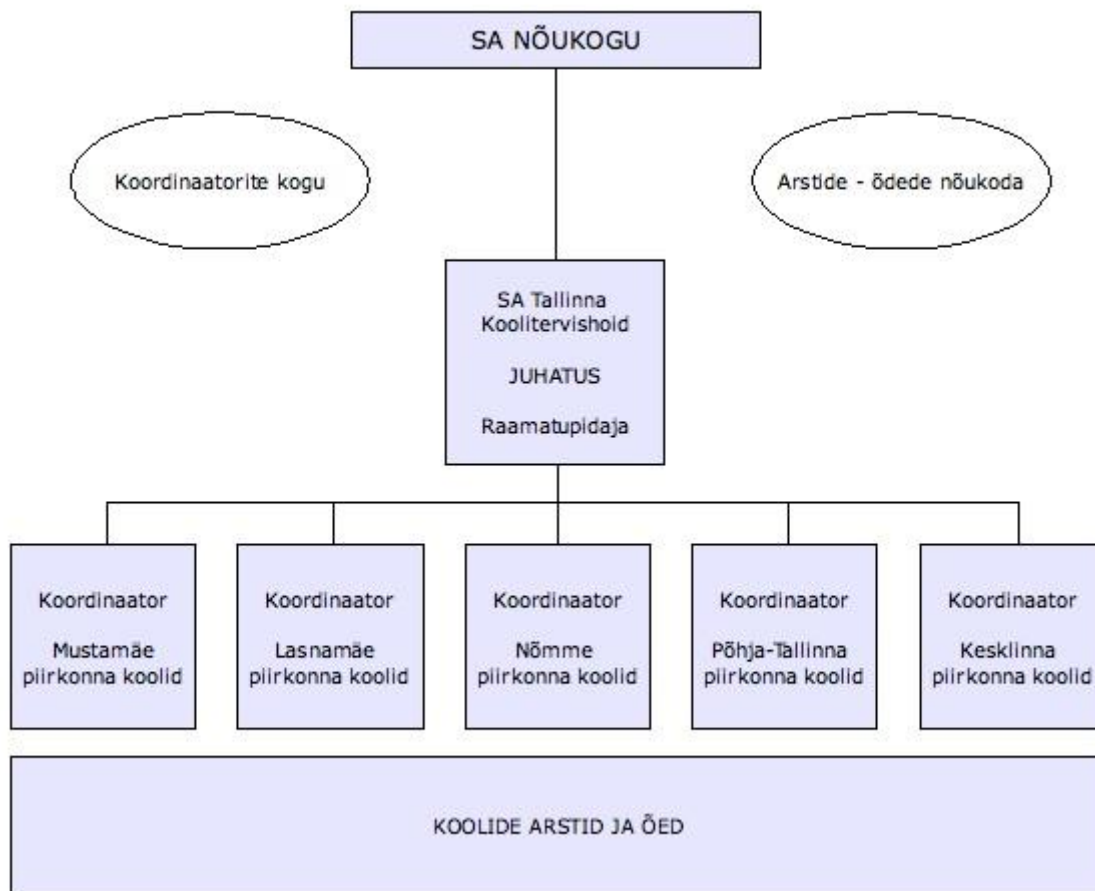 SA NÕUKOGU
Koordinaatorite kogu
Arstide - õdede nõukoda
SA Tallinna
Koolitervishoid
JUHATUS
Raamatupidaja
Koordinaator
Mustamäe
piirkonna koolid
Koordinaator
Lasnamäe
piirkonna koolid
Koordinaator
Nõmme
piirkonna koolid
Koordinaator
Põhja-Tallinna
piirkonna koolid
Koordinaator
Kesklinna
piirkonna koolid
KOOLIDE ARSTID JA ÕED